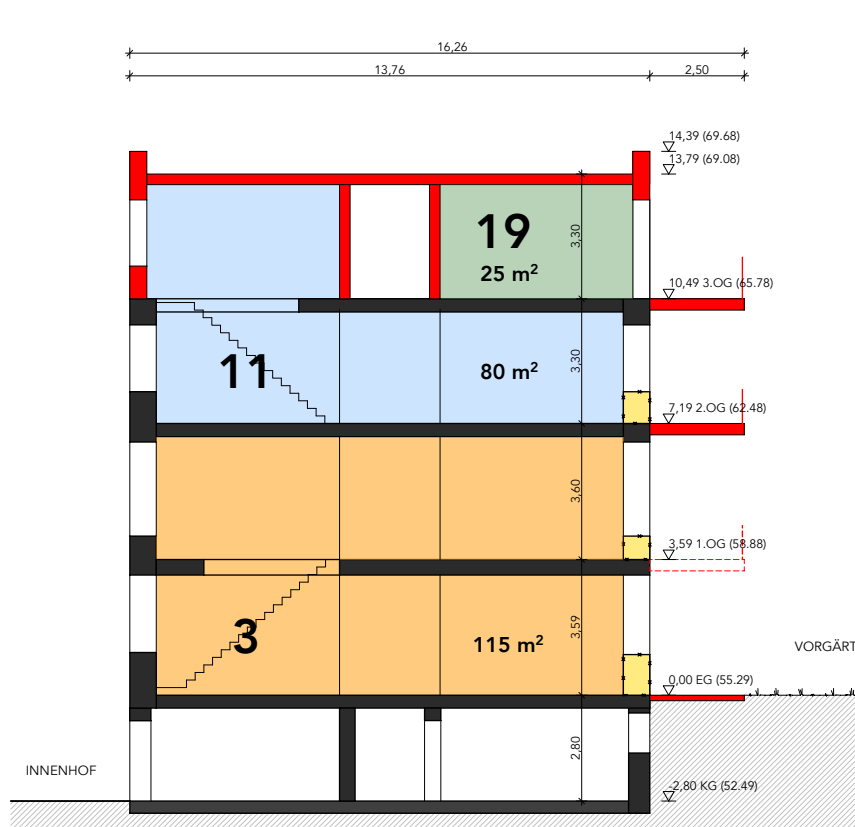 16,26
13,76
2,50
14,39 (69.68)
13,79 (69.08)
19
25 m²
3,30
10,49 3.OG (65.78)
11
80 m²
3,30
7,19 2.OG (62.48)
3,60
3,59 1.OG (58.88)
3
115 m²
3,59
VORGÄRT
0,00 EG (55.29)
2,80
INNENHOF
-2,80 KG (52.49)